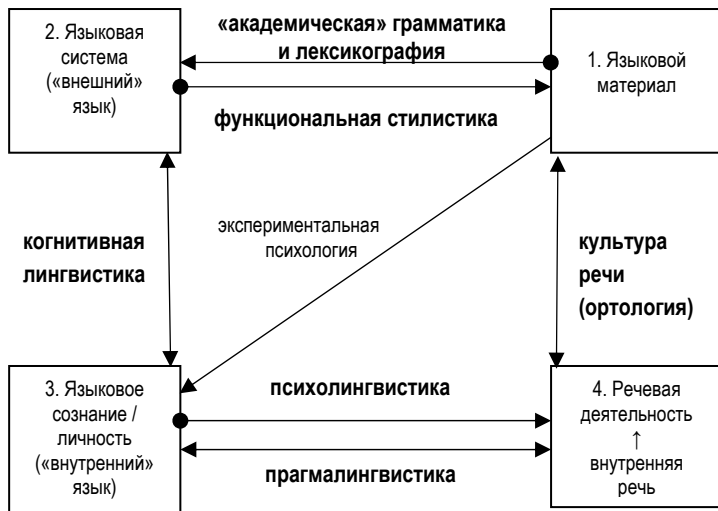 «академическая» грамматика
и лексикография
2. Языковая
система
(«внешний»
язык)
1. Языковой
материал
функциональная стилистика
экспериментальная
психология
когнитивная
лингвистика
культура
речи
(ортология)
3. Языковое
сознание /
личность
(«внутренний»
язык)
психолингвистика
прагмалингвистика
4. Речевая
деятельность
↑
внутренняя
речь